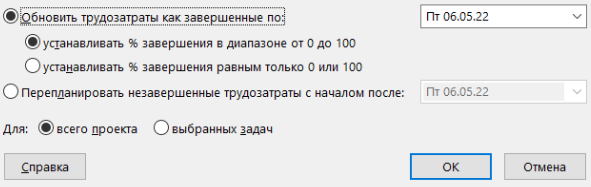 Обновить трудозатраты как завершенные по: Пт 06.05.22
устанавливать % завершения в диапазоне от 0 до 100
устанавливать % завершения равным только 0 или 100
Перепланировать незавершенные трудозатраты с началом после: Пт 06.05.22
Для: всего проекта выбранных задач
Справка ОК Отмена